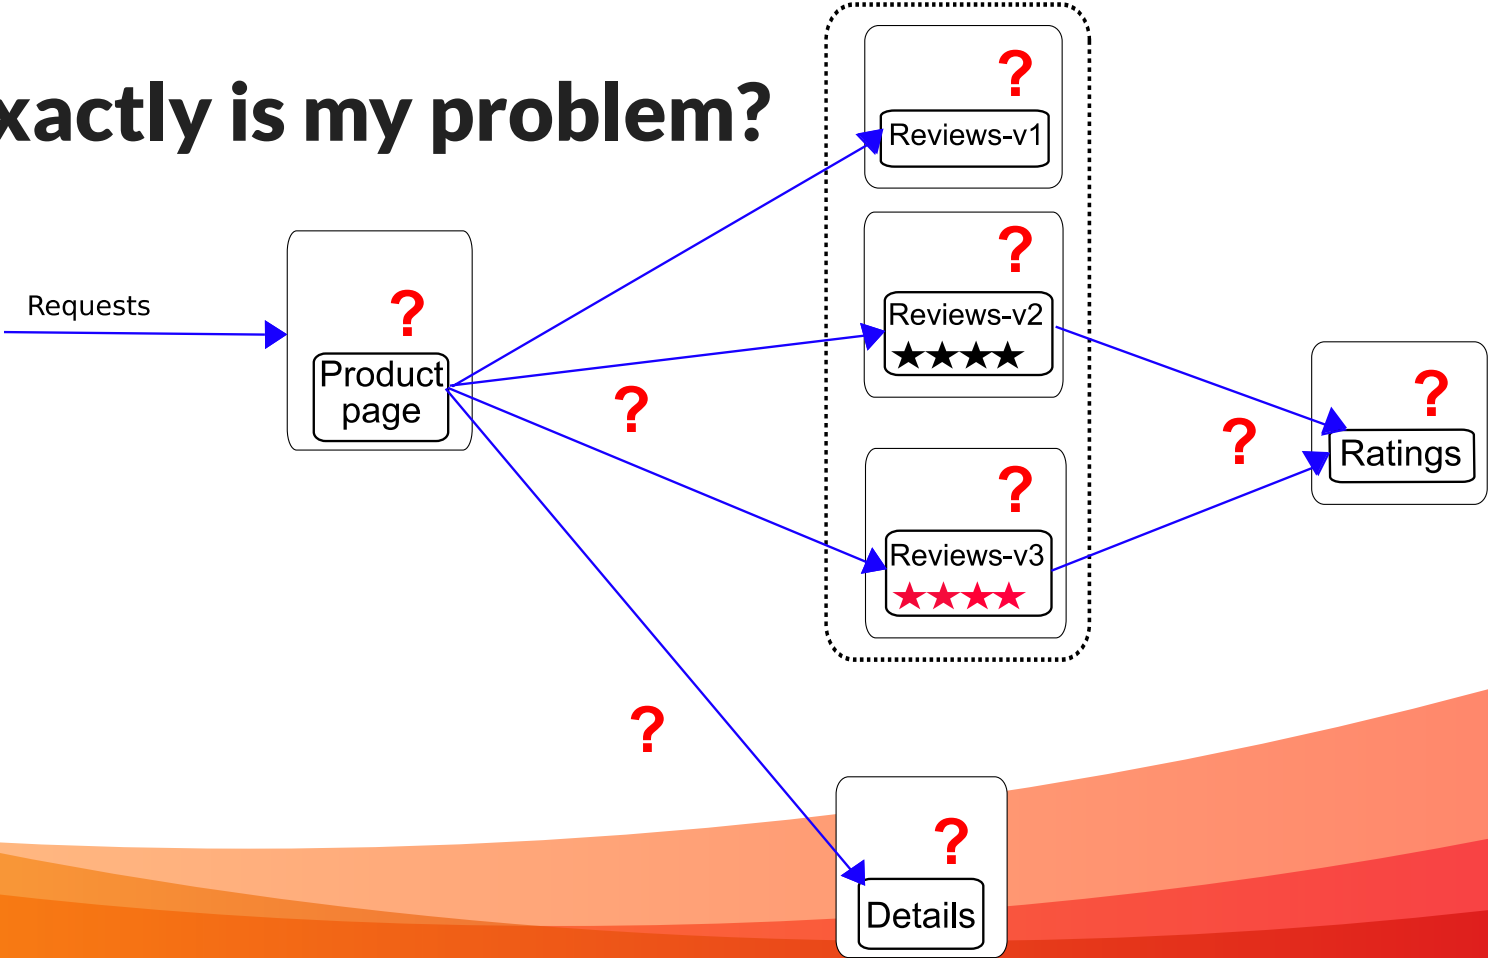 xactly is my problem?
Requests
?
Product
page
?
?
?
Reviews-v1
?
Reviews-v2
?
Reviews-v3
?
?
Ratings
?
Details